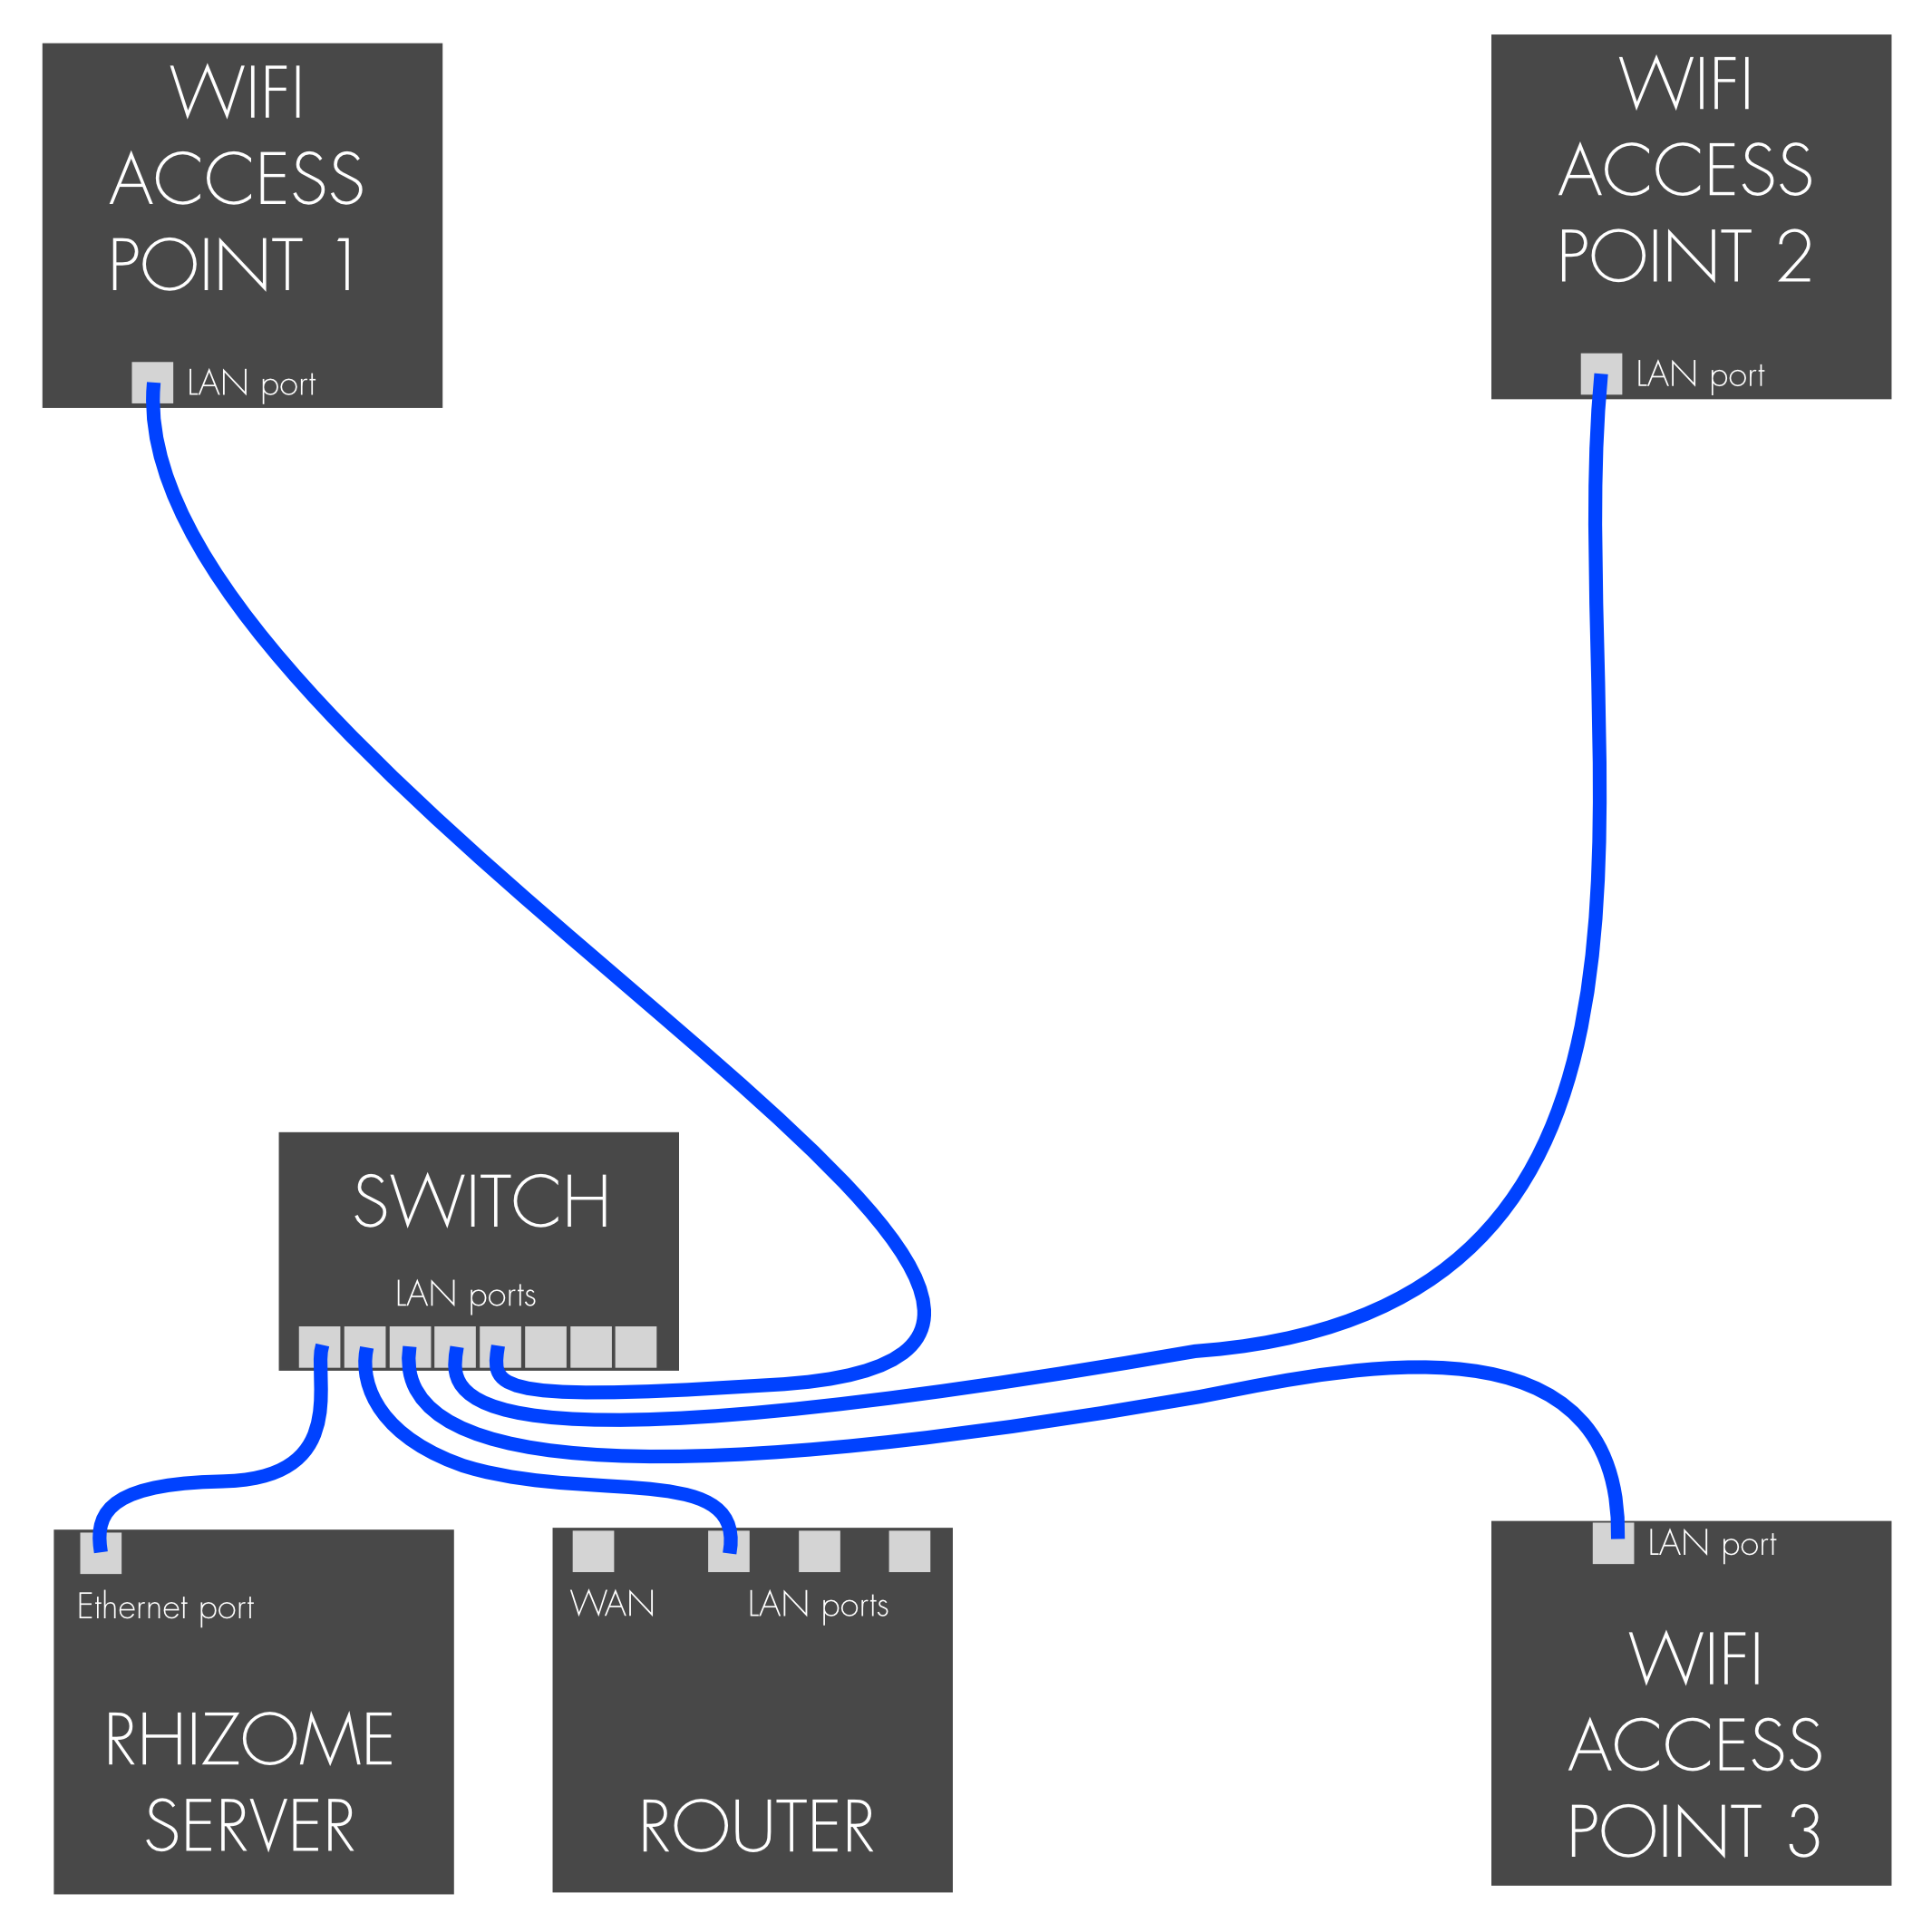 WIFI
ACCESS
POINT 1
LAN port
WIFI
ACCESS
POINT 2
LAN port
SWITCH
LAN ports
Ethernet port
RHIZOME
SERVER
WAN
LAN ports
ROUTER
LAN port
WIFI
ACCESS
POINT 3